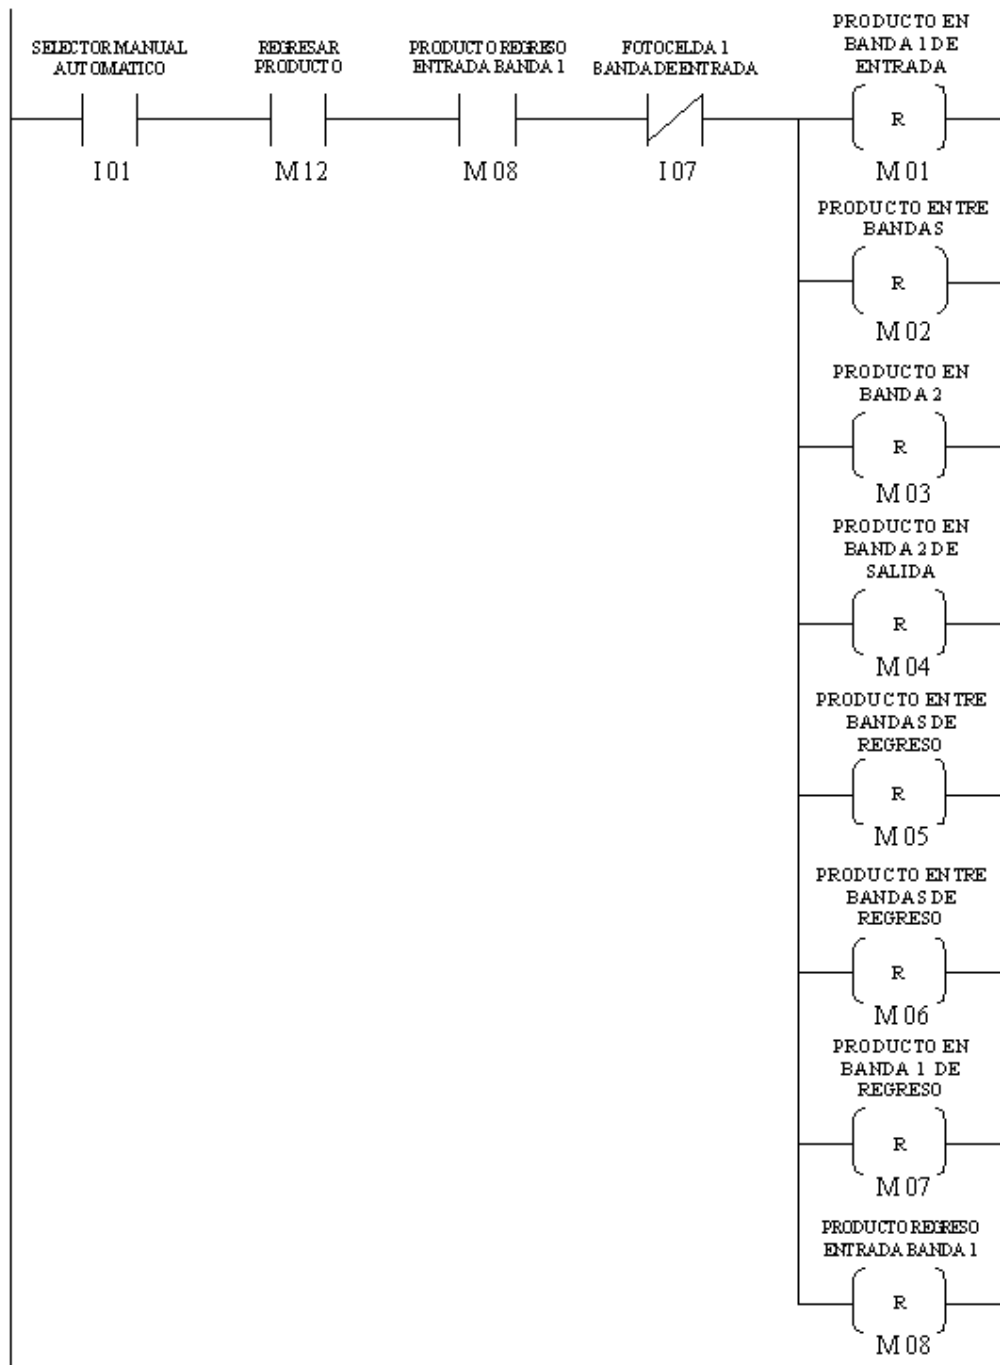 SELECTOR MANUAL
AUTOMATICO
I 01
REGRESAR
PRODUCTO
M 12
PRODUCTO REGRESO
ENTRADA BANDA 1
M 08
FOTOCELDA 1
BANDA DE ENTRADA
I 07
PRODUCTO EN
BANDA 1 DE
ENTRADA
R
M 01
PRODUCTO ENTRE
BANDAS
R
M 02
PRODUCTO EN
BANDA 2
R
M 03
PRODUCTO EN
BANDA 2 DE
SALIDA
R
M 04
PRODUCTO ENTRE
BANDAS DE
REGRESO
R
M 05
PRODUCTO ENTRE
BANDAS DE
REGRESO
R
M 06
PRODUCTO EN
BANDA 1 DE
REGRESO
R
M 07
PRODUCTO REGRESO
ENTRADA BANDA 1
R
M 08